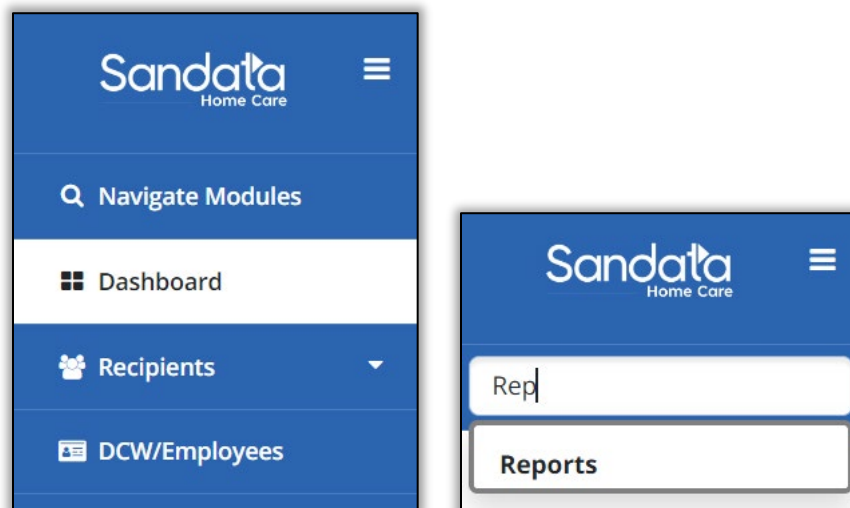 Sandata
Home Care
Navigate Modules
Dashboard
Recipients
DCW/Employees
Sandata
Home Care
Rep
Reports